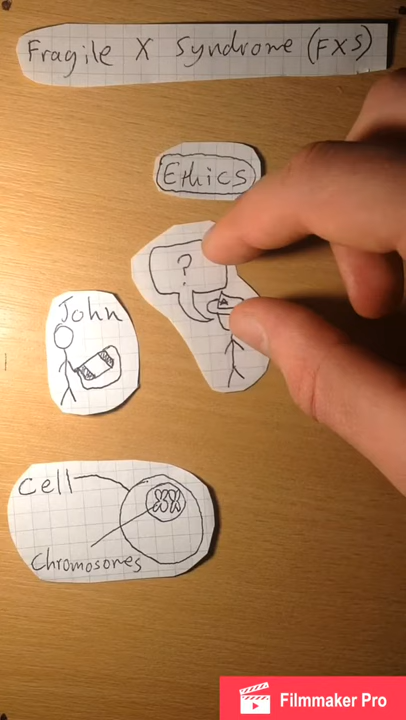 Fragile X Syndrome (FXS)
Ethics
?
John
Cell
Chromosomes
Filmmaker Pro